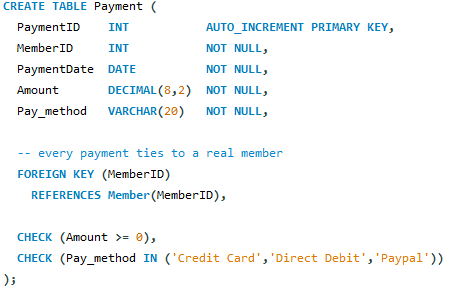 CREATE TABLE Payment (
  PaymentID    INT           AUTO_INCREMENT PRIMARY KEY,
  MemberID     INT           NOT NULL,
  PaymentDate  DATE          NOT NULL,
  Amount       DECIMAL(8,2)  NOT NULL,
  Pay_method   VARCHAR(20)   NOT NULL,

  -- every payment ties to a real member
  FOREIGN KEY (MemberID)
    REFERENCES Member(MemberID),

  CHECK (Amount >= 0),
  CHECK (Pay_method IN ('Credit Card','Direct Debit','Paypal'))
);